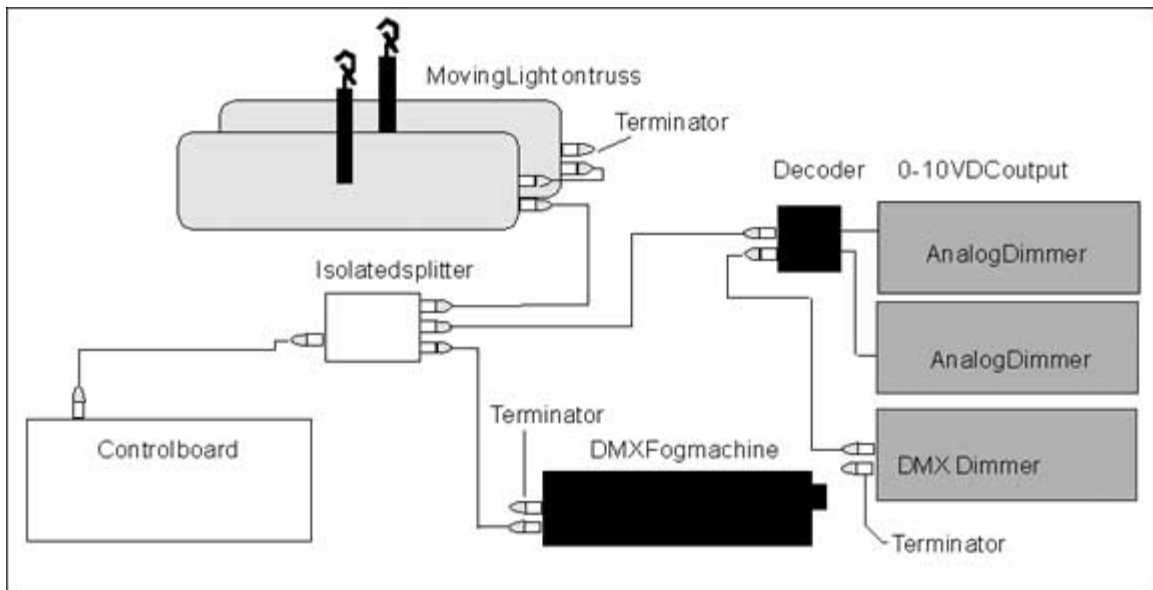 MovingLightontruss
Terminator
Decoder 0-10VDCoutput
AnalogDimmer
Isolatedsplitter
AnalogDimmer
Terminator
Controlboard
DMXFogmachine
DMX Dimmer
Terminator